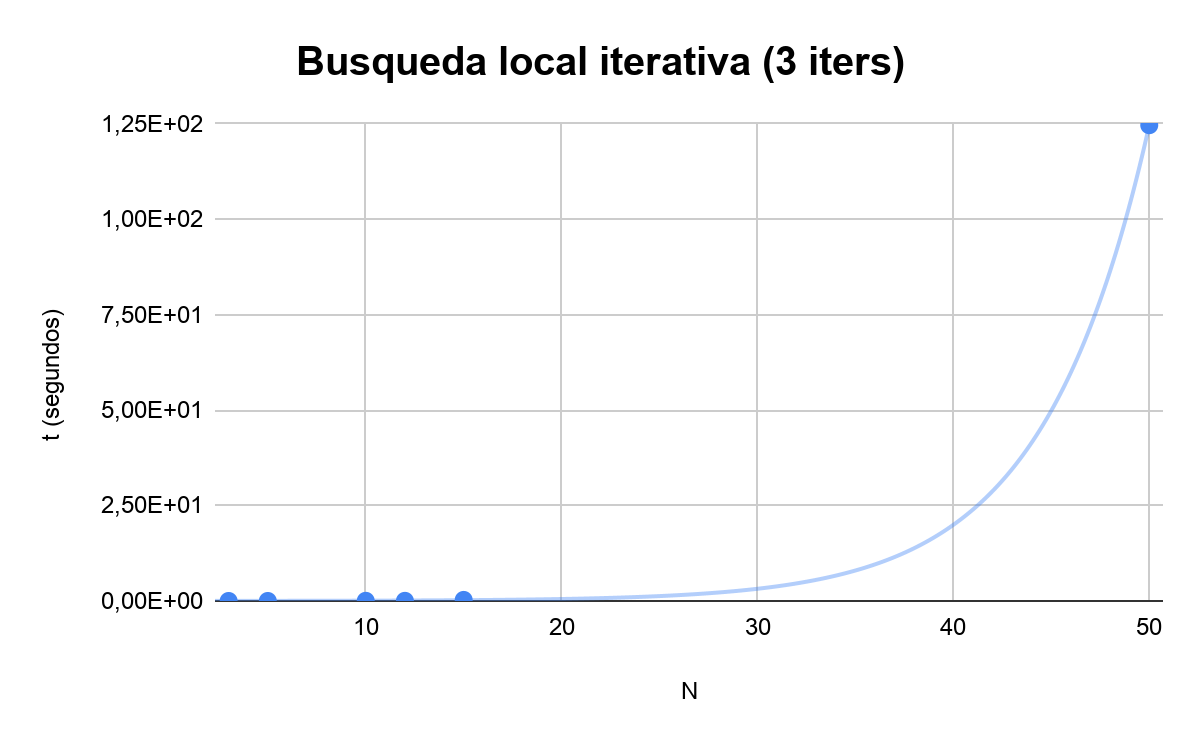 Busqueda local iterativa (3 iters)
1,25E+02
1,00E+02
7,50E+01
5,00E+01
2,50E+01
0,00E+00
t (segundos)
10 20 30 40 50
N